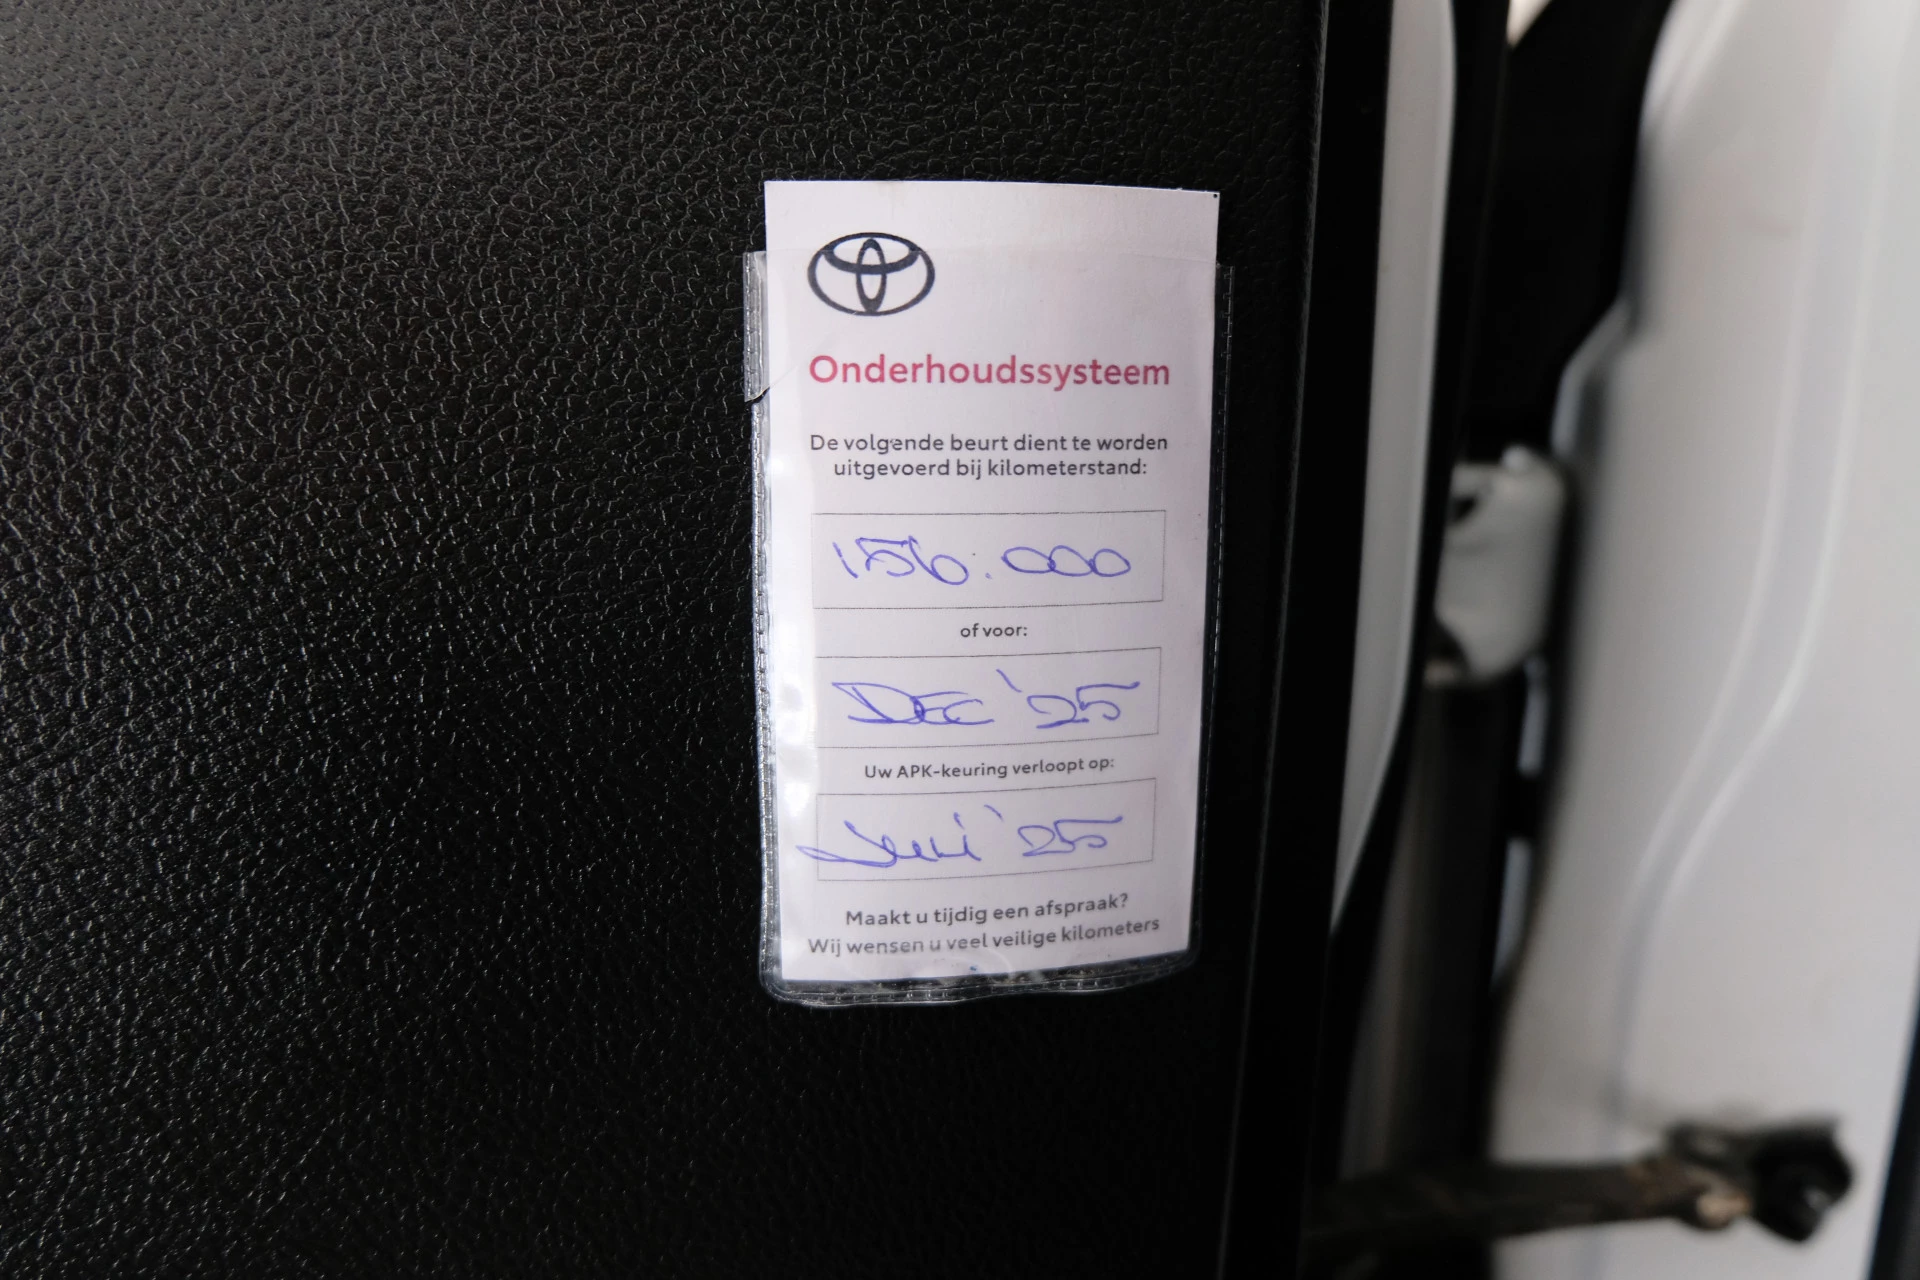 Onderhoudssysteem
De volgende beurt dient te worden
uitgevoerd bij kilometerstand:
156.000
of voor:
DEC '25
Uw APK-keuring verloopt op:
'25
Maakt u tijdig een afspraak?
Wij wensen u veel veilige kilometers